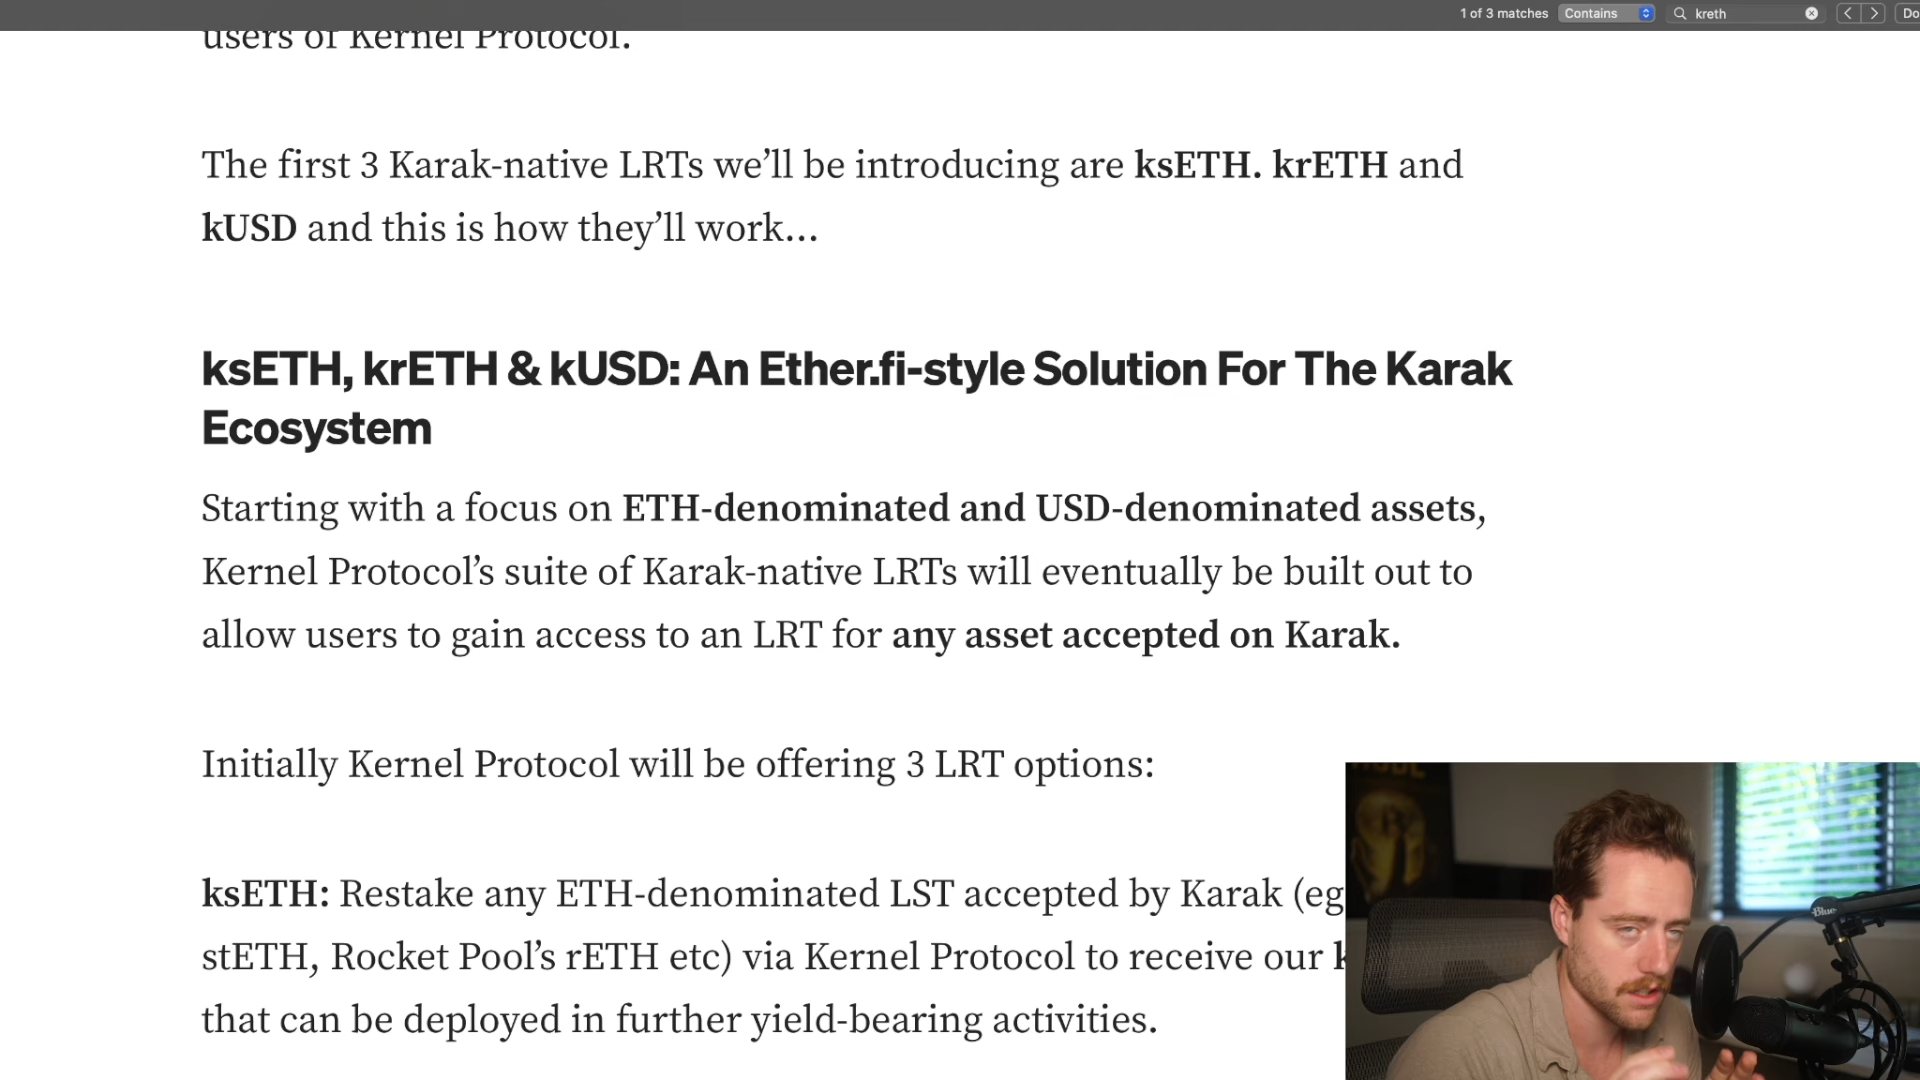 1 of 3 matches Contains kreth Do
users of Kernel Protocol.
The first 3 Karak-native LRTs we’ll be introducing are ksETH. krETH and
kUSD and this is how they’ll work…
ksETH, krETH & kUSD: An Ether.fi-style Solution For The Karak
Ecosystem
Starting with a focus on ETH-denominated and USD-denominated assets,
Kernel Protocol’s suite of Karak-native LRTs will eventually be built out to
allow users to gain access to an LRT for any asset accepted on Karak.
Initially Kernel Protocol will be offering 3 LRT options:
ksETH: Restake any ETH-denominated LST accepted by Karak (eg
stETH, Rocket Pool’s rETH etc) via Kernel Protocol to receive our k
that can be deployed in further yield-bearing activities.
Blue